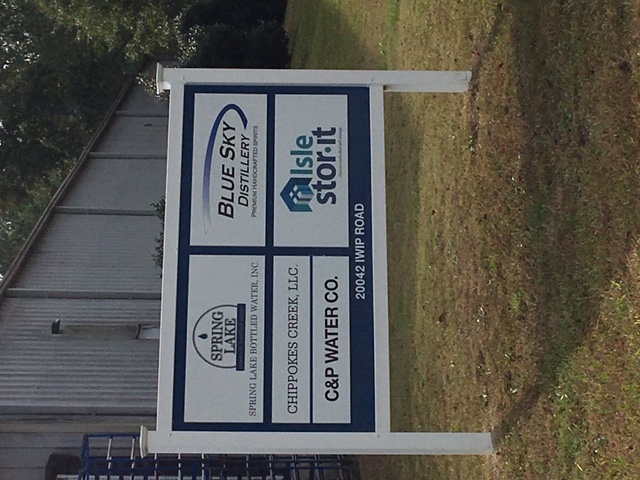 SPRING
LAKE
SPRING LAKE BOTTLED WATER, INC.
BLUE SKY
DISTILLERY
PREMIUM HANDCRAFTED SPIRITS
CHIPPOKES CREEK, LLC.
C&P WATER CO.
Isle
stor·it
20042 IWIP ROAD